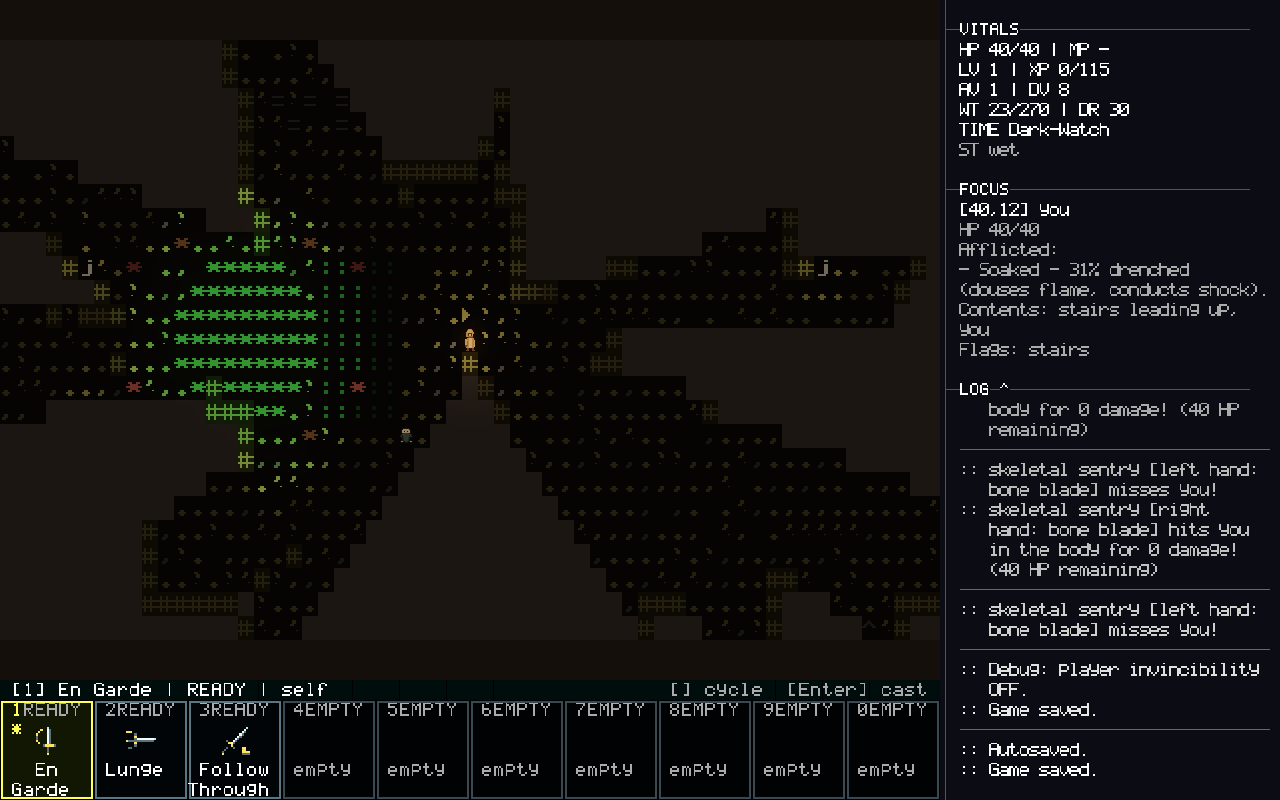 VITALS
HP 40/40 | MP -
LV 1 | XP 0/115
AV 1 | DV 8
WT 23/270 | DR 30
TIME Dark-Watch
ST wet
FOCUS
[40,12] You
HP 40/40
Afflicted:
- Soaked - 31% drenched
(douses flame, conducts shock).
Contents: stairs leading up,
you
Flags: stairs
LOG ^
body for 0 damage! (40 HP
remaining)
:: skeletal sentry [left hand:
bone blade] misses you!
:: skeletal sentry [right
hand: bone blade] hits you
in the body for 0 damage!
(40 HP remaining)
:: skeletal sentry [left hand:
bone blade] misses you!
:: Debug: Player invincibility
OFF.
:: Game saved.
:: Autosaved.
:: Game saved.
[1] En Garde | READY | self
[] cycle [Enter] cast
1READY 2READY 3READY 4EMPTY 5EMPTY 6EMPTY 7EMPTY 8EMPTY 9EMPTY 0EMPTY
*
En Garde
Lunge
Follow Through
empty empty empty empty empty empty empty